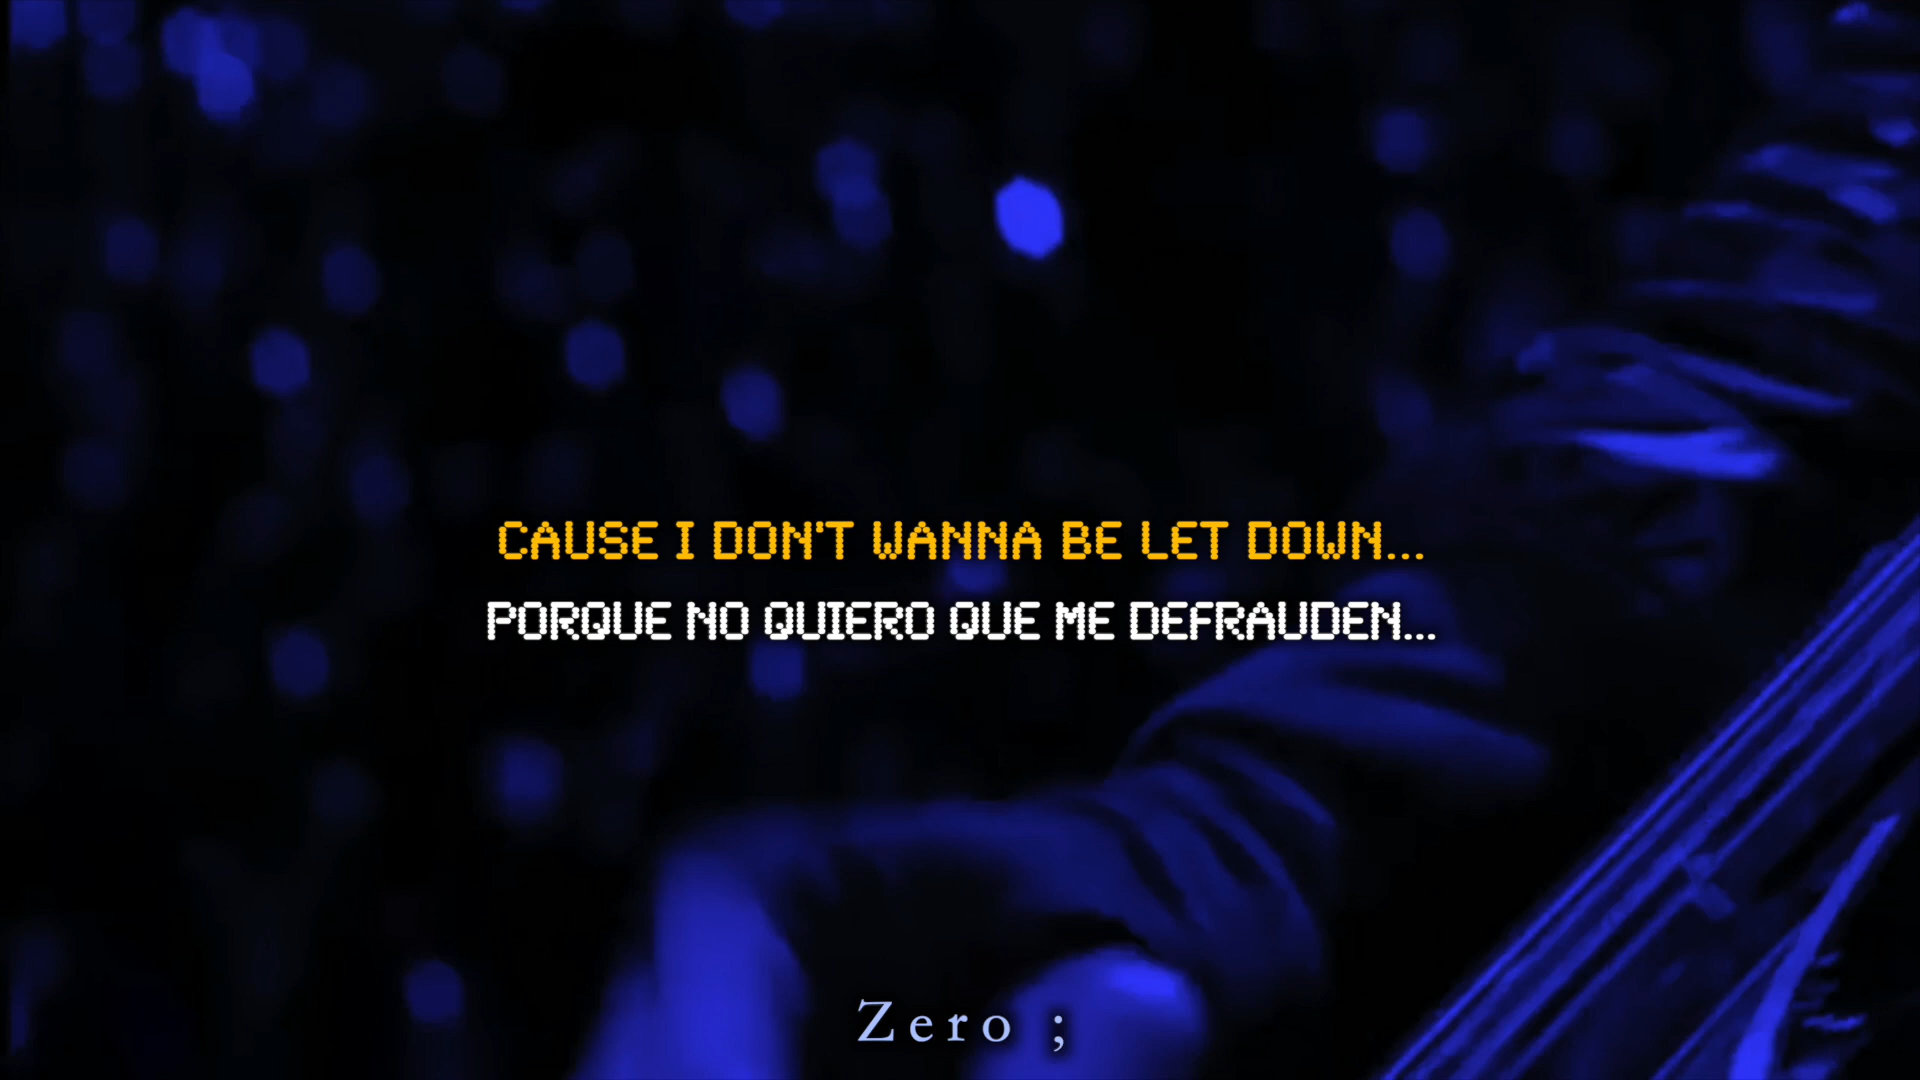 CAUSE I DON'T WANNA BE LET DOWN...
PORQUE NO QUIERO QUE ME DEFRAUDEN...
Zero ;